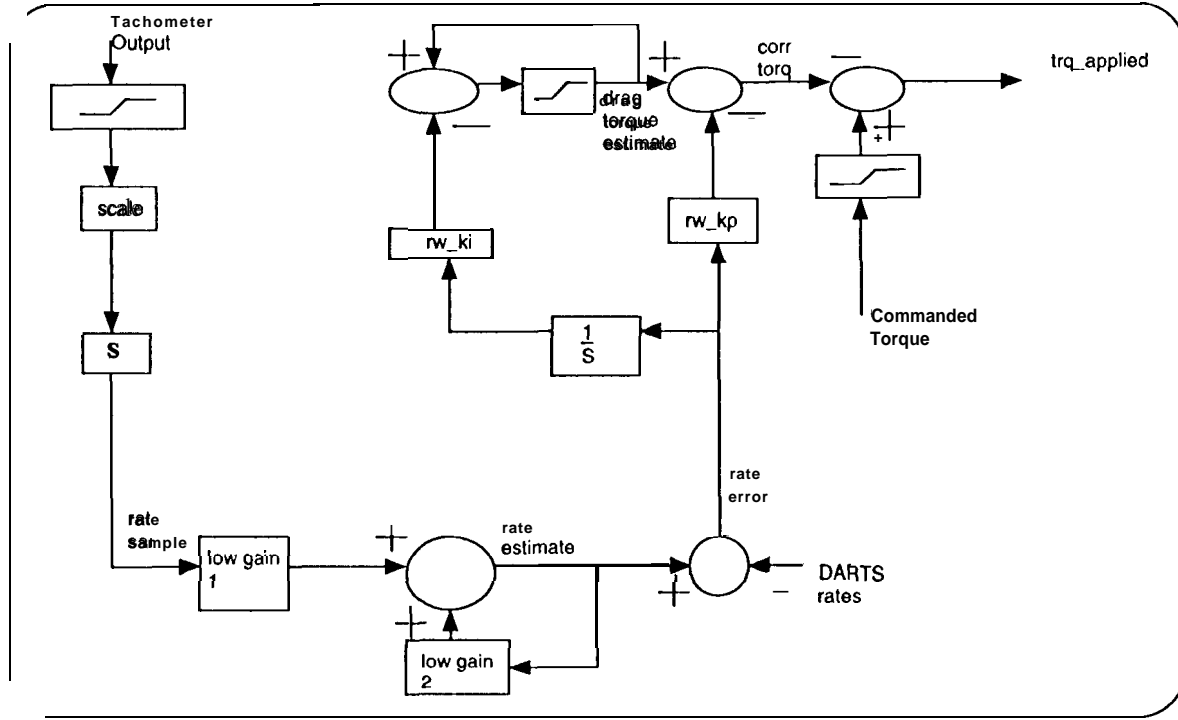 Tachometer
Output
scale
S
rate
sample
low gain
1
+
rate
estimate
+
low gain
2
+
-
DARTS
rates
rate
error
1
S
rw_ki
rw_kp
+
-
drag
torque
estimate
+
-
corr
torq
-
+
+
trq_applied
Commanded
Torque